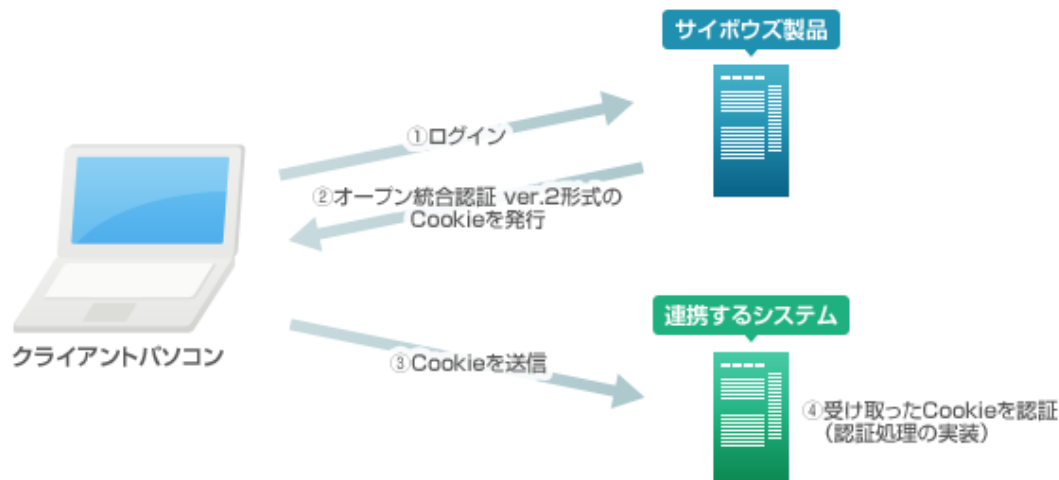 サイボウズ製品
①ログイン
②オープン統合認証 ver.2形式の
Cookieを発行
連携するシステム
クライアントパソコン
③Cookieを送信
④受け取ったCookieを認証
（認証処理の実装）